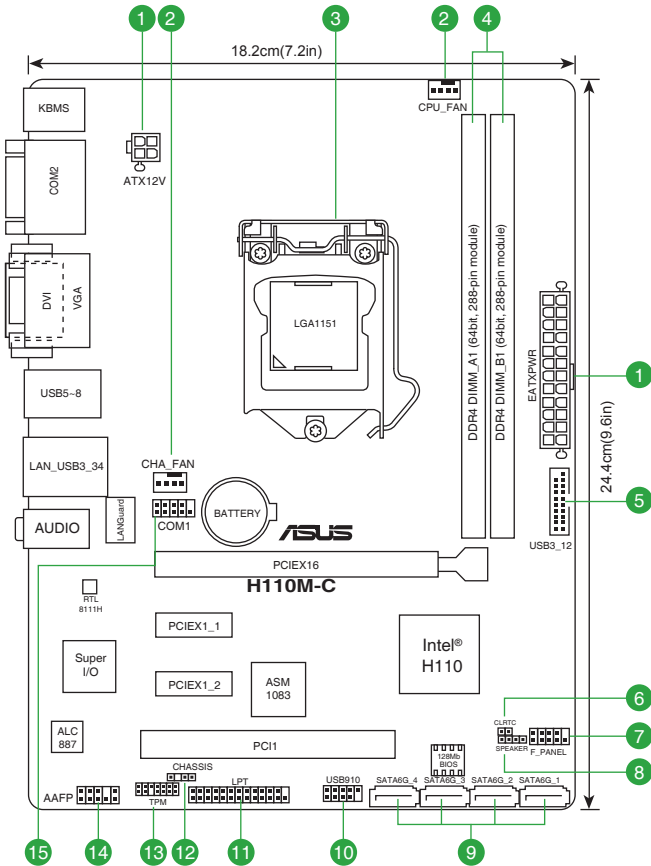 1
2
3
2
4
18.2cm(7.2in)
KBMS
CPU_FAN
COM2
ATX12V
DVI
VGA
LGA1151
DDR4 DIMM_A1 (64bit, 288-pin module)
DDR4 DIMM_B1 (64bit, 288-pin module)
EATXPWR
1
24.4cm(9.6in)
USB5~8
CHA_FAN
LAN_USB3_34
LANGuard
COM1
BATTERY
5
AUDIO
ASUS
USB3_12
PCIEX16
H110M-C
RTL
8111H
PCIEX1_1
Super
I/O
Intel®
H110
PCIEX1_2
ASM
1083
6
CLRTC
ALC
887
PCI1
7
SPEAKER
F_PANEL
128Mb
BIOS
8
CHASSIS
AAFP
TPM
LPT
USB910
SATA6G_4
SATA6G_3
SATA6G_2
SATA6G_1
15
14
13
12
11
10
9